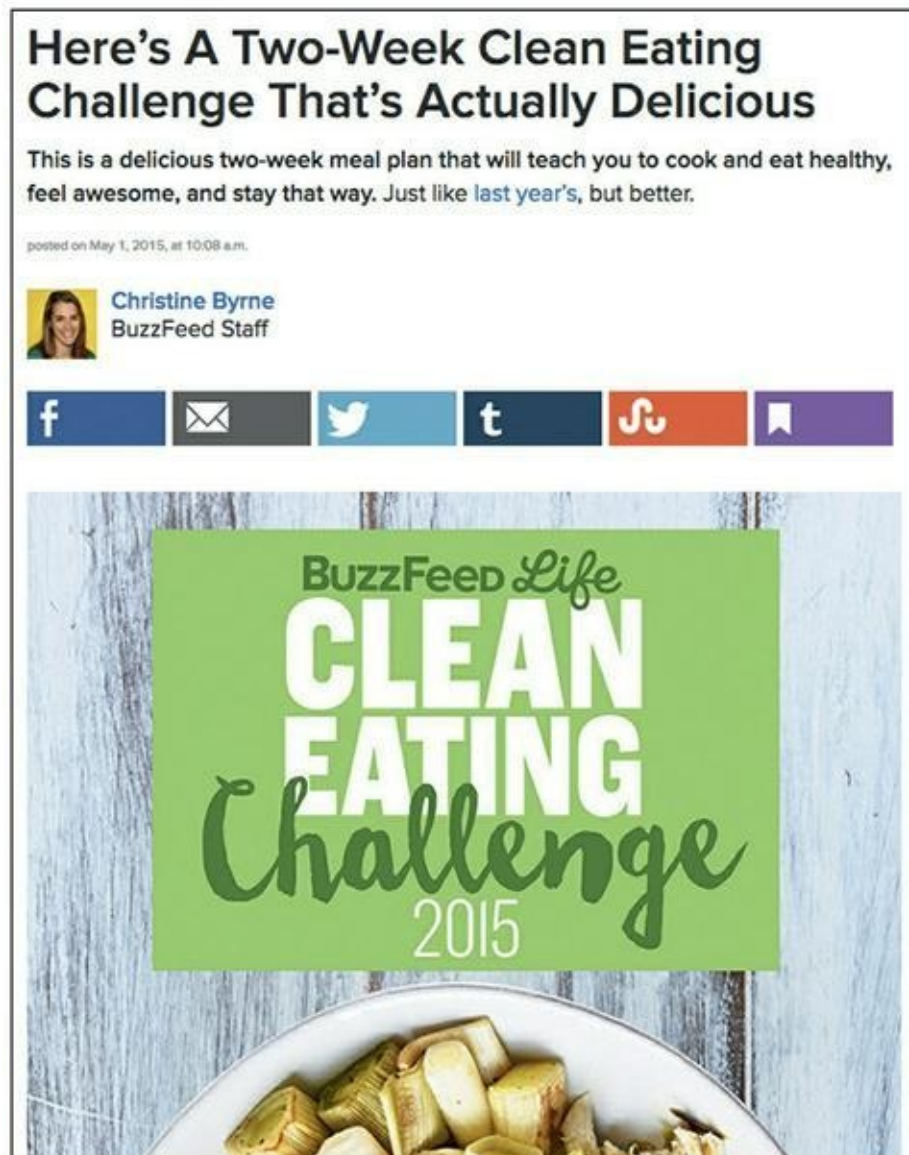 Here's A Two-Week Clean Eating
Challenge That's Actually Delicious
This is a delicious two-week meal plan that will teach you to cook and eat healthy,
feel awesome, and stay that way. Just like last year's, but better.
posted on May 1, 2015, at 10:08 a.m.
Christine Byrne
BuzzFeed Staff
f
t
BuzzFeed Life
CLEAN
EATING
Challenge
2015